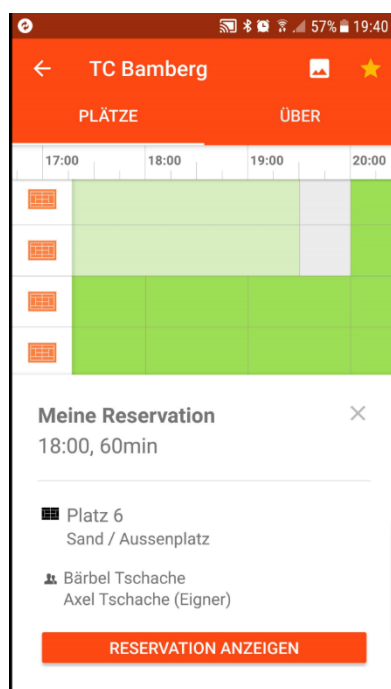 57% 19:40
TC Bamberg
PLÄTZE ÜBER
17:00 18:00 19:00 20:00
Meine Reservation
18:00, 60min
Platz 6
Sand / Aussenplatz
Bärbel Tschache
Axel Tschache (Eigner)
RESERVATION ANZEIGEN